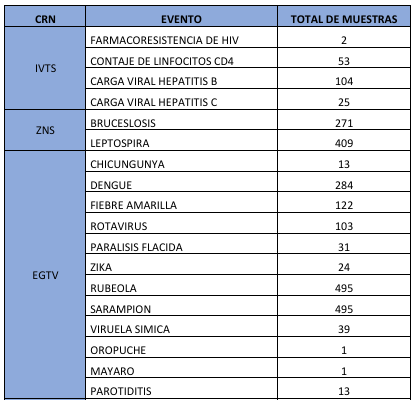 CRN EVENTO TOTAL DE MUESTRAS
IVTS
FARMACORESISTENCIA DE HIV 2
CONTAJE DE LINFOCITOS CD4 53
CARGA VIRAL HEPATITIS B 104
CARGA VIRAL HEPATITIS C 25
ZNS
BRUCESLOSIS 271
LEPTOSPIRA 409
EGTV
CHICUNGUNYA 13
DENGUE 284
FIEBRE AMARILLA 122
ROTAVIRUS 103
PARALISIS FLACIDA 31
ZIKA 24
RUBEOLA 495
SARAMPION 495
VIRUELA SIMICA 39
OROPUCHE 1
MAYARO 1
PAROTIDITIS 13